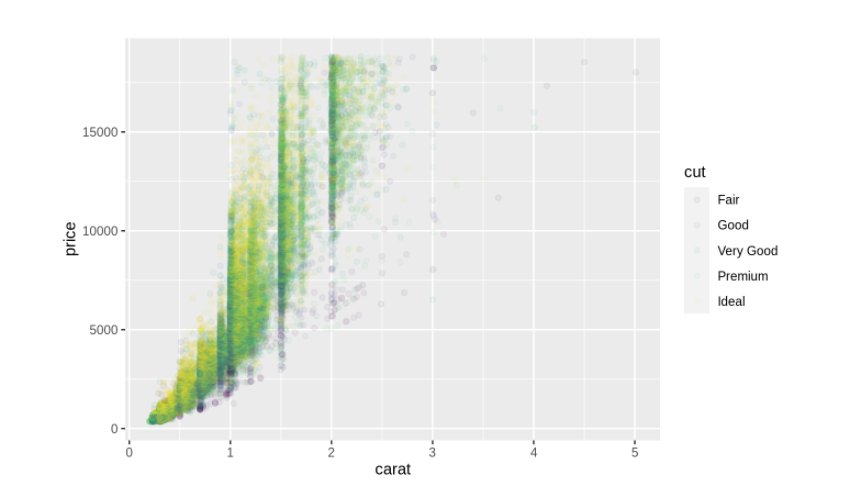 15000
10000
5000
0
price
0 1 2 3 4 5
carat
cut
Fair
Good
Very Good
Premium
Ideal